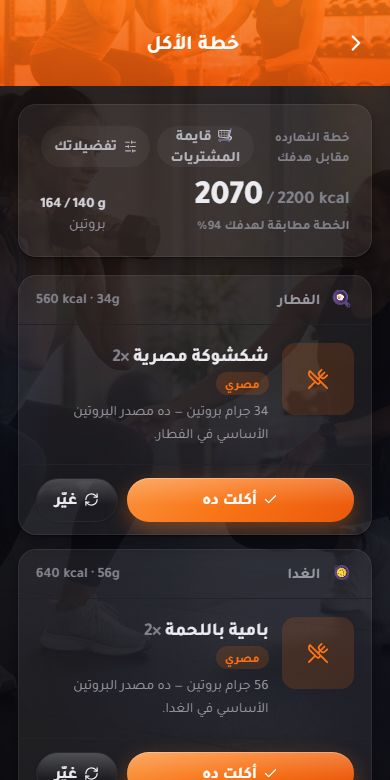 خطة الأكل
خطة النهارده
مقابل هدفك
قايمة
المشتريات
تفضيلاتك
2070 / 2200 kcal
الخطة مطابقة لهدفك 94%
164 / 140 g
بروتين
الفطار
560 kcal · 34g
شكشوكة مصرية ×2
مصري
34 جرام بروتين — ده مصدر البروتين
الأساسي في الفطار.
أكلت ده
غيّر
الغدا
640 kcal · 56g
بامية باللحمة ×2
مصري
56 جرام بروتين — ده مصدر البروتين
الأساسي في الغدا.
أكلت ده
غيّر